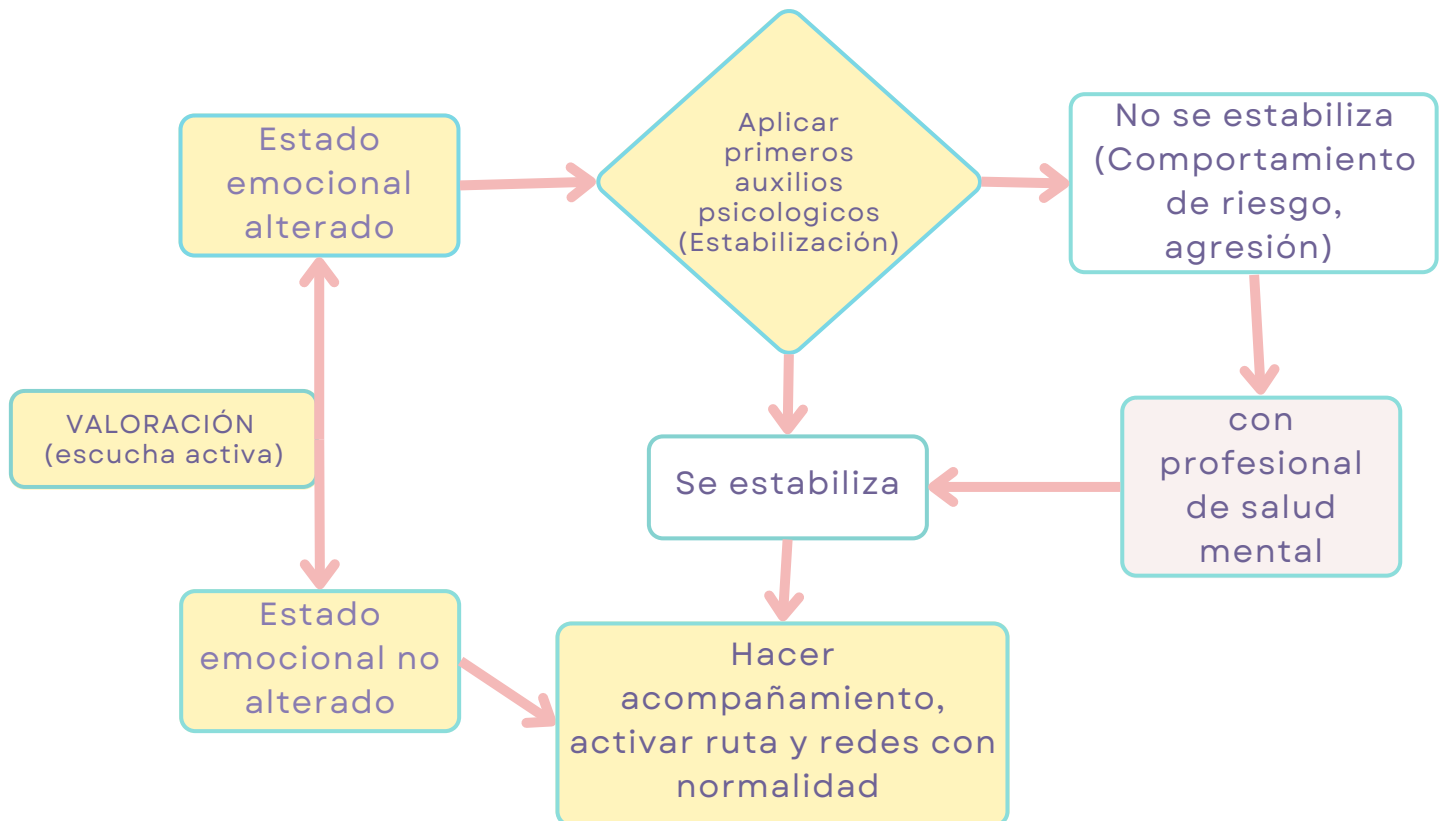 VALORACIÓN
(escucha activa)
Estado
emocional
alterado
Aplicar
primeros
auxilios
psicologicos
(Estabilización)
No se estabiliza
(Comportamiento
de riesgo,
agresión)
con
profesional
de salud
mental
Se estabiliza
Estado
emocional no
alterado
Hacer
acompañamiento,
activar ruta y redes con
normalidad